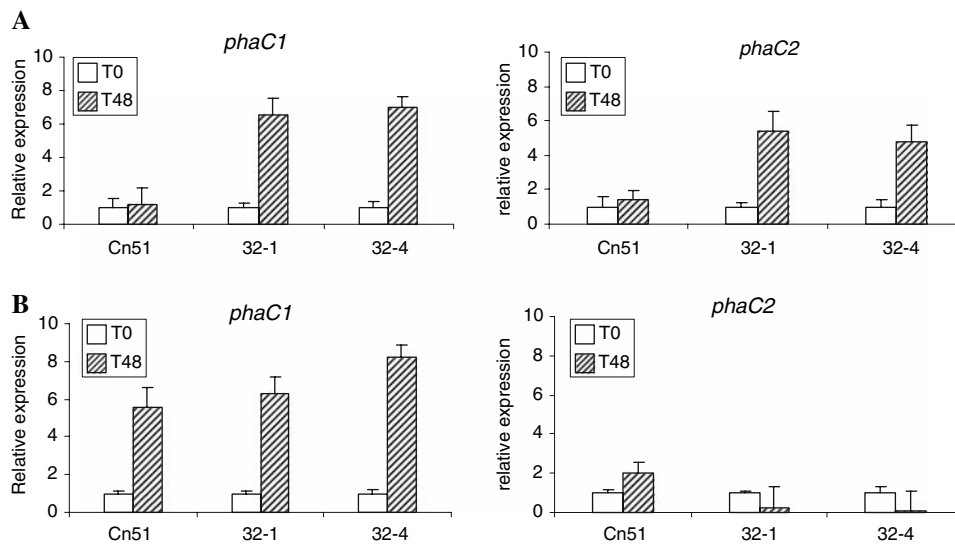 A
phaC1
Relative expression
10
8
6
4
2
0
T0
T48
Cn51 32-1 32-4
phaC2
relative expression
10
8
6
4
2
0
T0
T48
Cn51 32-1 32-4
B
phaC1
Relative expression
10
8
6
4
2
0
T0
T48
Cn51 32-1 32-4
phaC2
relative expression
10
8
6
4
2
0
T0
T48
Cn51 32-1 32-4